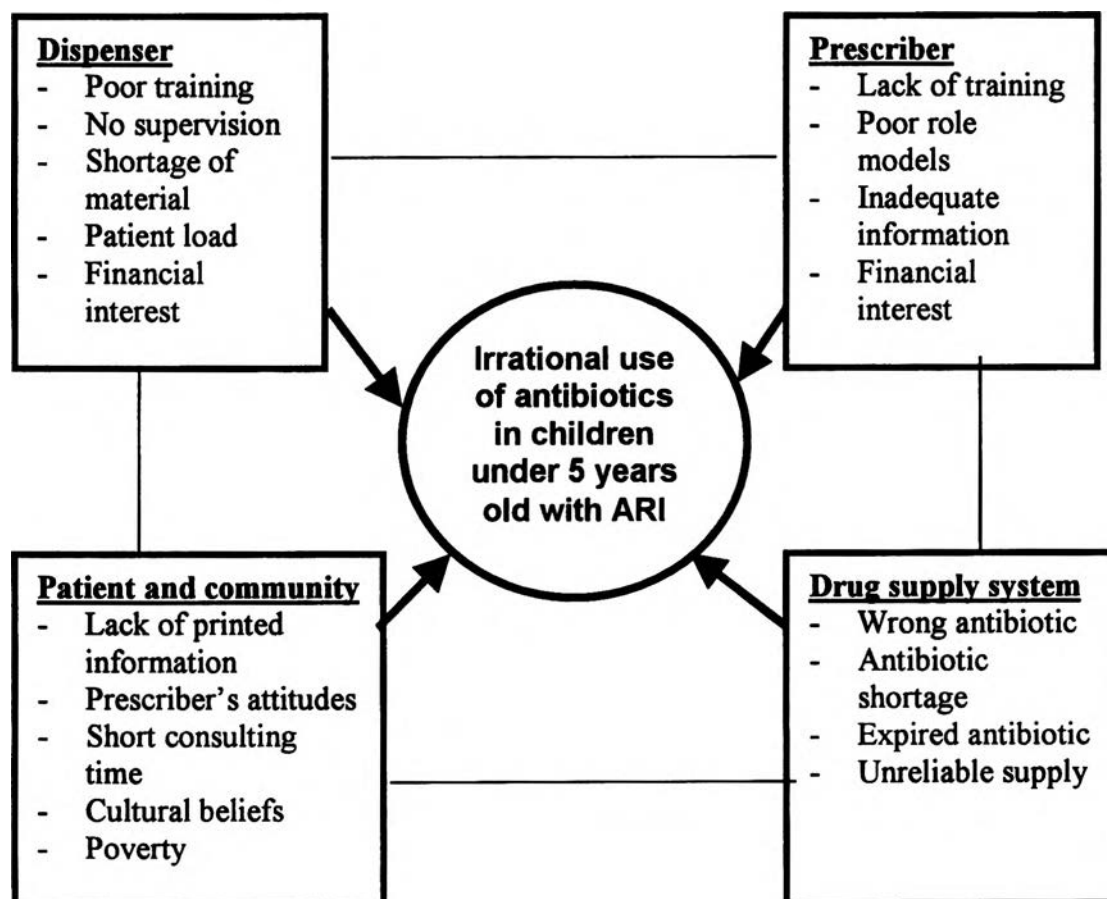 Dispenser
- Poor training
- No supervision
- Shortage of
material
- Patient load
- Financial
interest
Prescriber
- Lack of training
- Poor role
models
- Inadequate
information
- Financial
interest
Irrational use
of antibiotics
in children
under 5 years
old with ARI
Patient and community
- Lack of printed
information
- Prescriber's attitudes
- Short consulting
time
- Cultural beliefs
- Poverty
Drug supply system
- Wrong antibiotic
- Antibiotic
shortage
- Expired antibiotic
- Unreliable supply